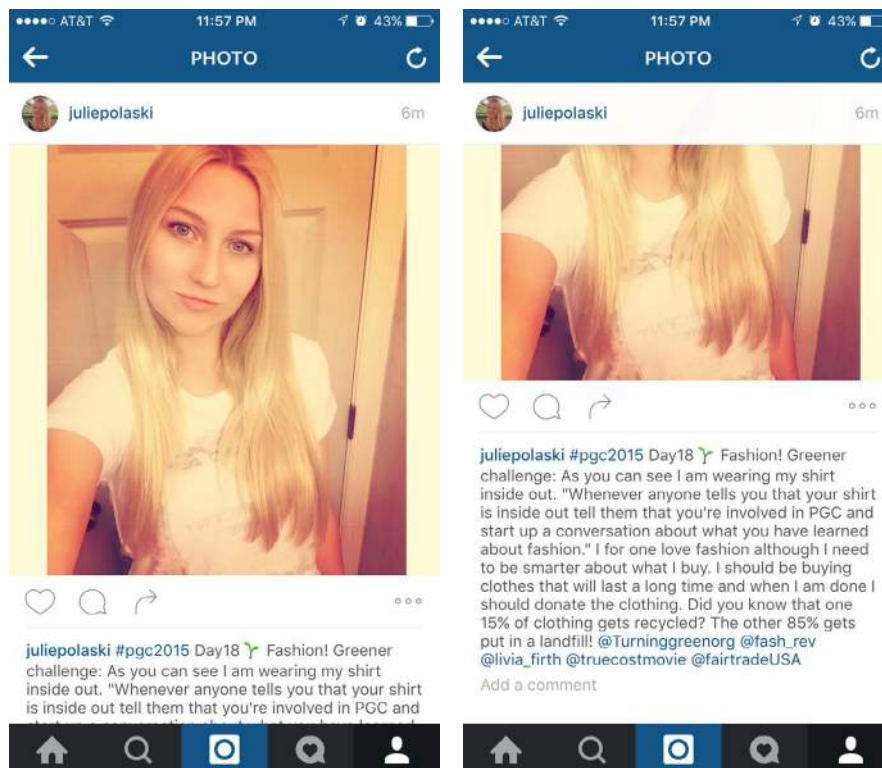 AT&T 11:57 PM 43%
PHOTO
juliepolaski 6m
juliepolaski #pgc2015 Day18 Fashion! Greener
challenge: As you can see I am wearing my shirt
inside out. "Whenever anyone tells you that your shirt
is inside out tell them that you're involved in PGC and
AT&T 11:57 PM 43%
PHOTO
juliepolaski 6m
juliepolaski #pgc2015 Day18 Fashion! Greener
challenge: As you can see I am wearing my shirt
inside out. "Whenever anyone tells you that your shirt
is inside out tell them that you're involved in PGC and
start up a conversation about what you have learned
about fashion." I for one love fashion although I need
to be smarter about what I buy. I should be buying
clothes that will last a long time and when I am done I
should donate the clothing. Did you know that one
15% of clothing gets recycled? The other 85% gets
put in a landfill! @Turninggreenorg @fash_rev
@livia_firth @truecostmovie @fairtradeUSA
Add a comment